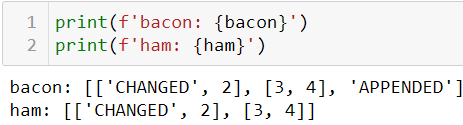 1 print(f'bacon: {bacon}')
2 print(f'ham: {ham}')
bacon: [['CHANGED', 2], [3, 4], 'APPENDED']
ham: [['CHANGED', 2], [3, 4]]